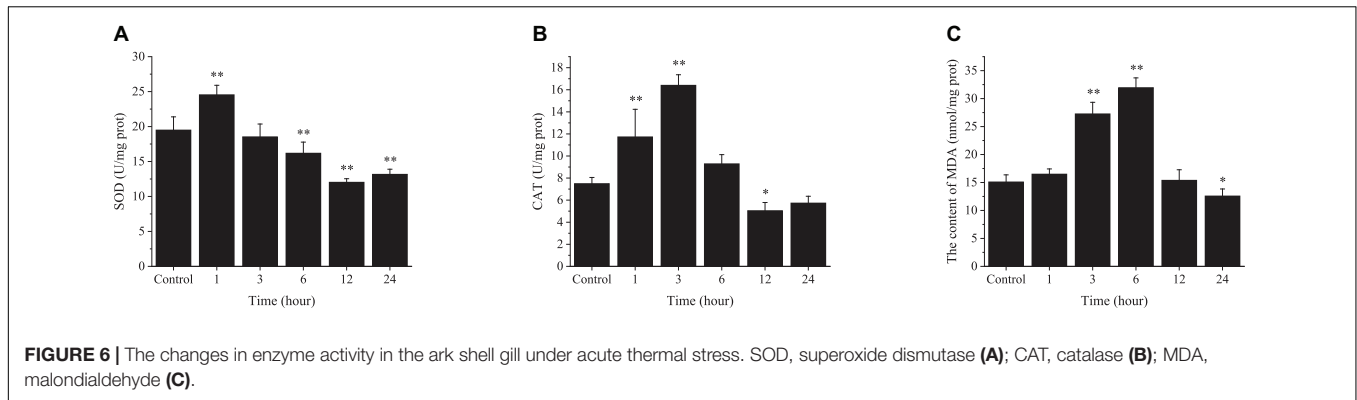 A
30
25
20
15
10
5
0
SOD (U/mg prot)
**
**
**
**
Control 1 3 6 12 24
Time (hour)
B
18
16
14
12
10
8
6
4
2
0
CAT (U/mg prot)
**
**
*
Control 1 3 6 12 24
Time (hour)
C
35
30
25
20
15
10
5
0
The content of MDA (nmol/mg prot)
**
**
*
Control 1 3 6 12 24
Time (hour)
FIGURE 6 | The changes in enzyme activity in the ark shell gill under acute thermal stress. SOD, superoxide dismutase (A); CAT, catalase (B); MDA,
malondialdehyde (C).